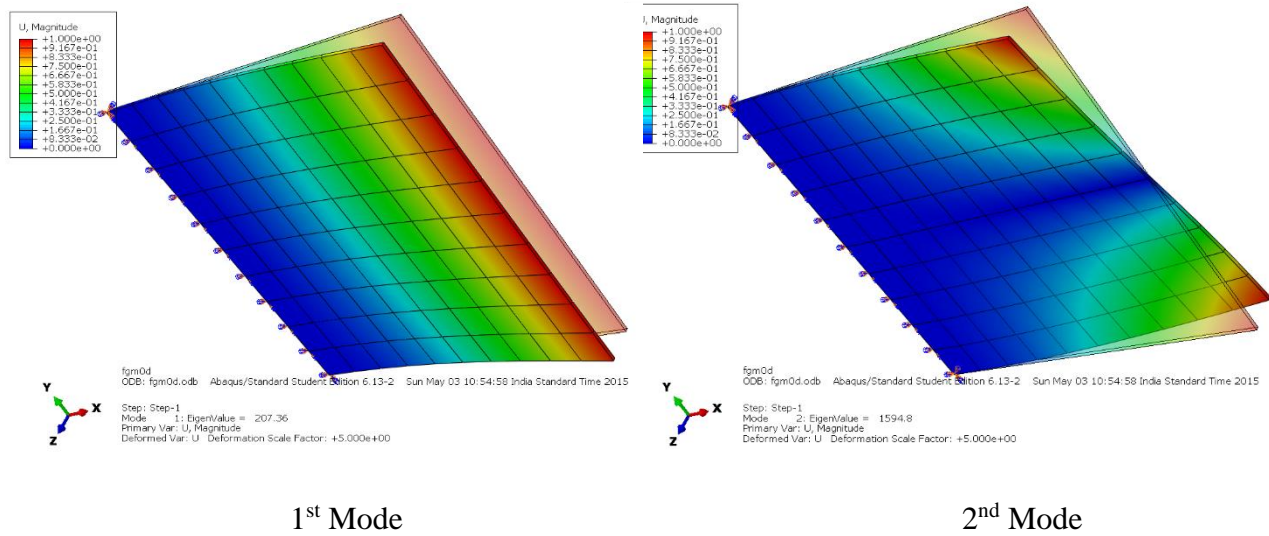 U, Magnitude
+1.000e+00
+9.167e-01
+8.333e-01
+7.500e-01
+6.667e-01
+5.833e-01
+5.000e-01
+4.167e-01
+3.333e-01
+2.500e-01
+1.667e-01
+8.333e-02
+0.000e+00
fgm0d
ODB: fgm0d.odb Abaqus/Standard Student Edition 6.13-2 Sun May 03 10:54:58 India Standard Time 2015
Y
X
Z
Step: Step-1
Mode 1: EigenValue = 207.36
Primary Var: U, Magnitude
Deformed Var: U Deformation Scale Factor: +5.000e+00
1st Mode
U, Magnitude
+1.000e+00
+9.167e-01
+8.333e-01
+7.500e-01
+6.667e-01
+5.833e-01
+5.000e-01
+4.167e-01
+3.333e-01
+2.500e-01
+1.667e-01
+8.333e-02
+0.000e+00
fgm0d
ODB: fgm0d.odb Abaqus/Standard Student Edition 6.13-2 Sun May 03 10:54:58 India Standard Time 2015
Y
X
Z
Step: Step-1
Mode 2: EigenValue = 1594.8
Primary Var: U, Magnitude
Deformed Var: U Deformation Scale Factor: +5.000e+00
2nd Mode